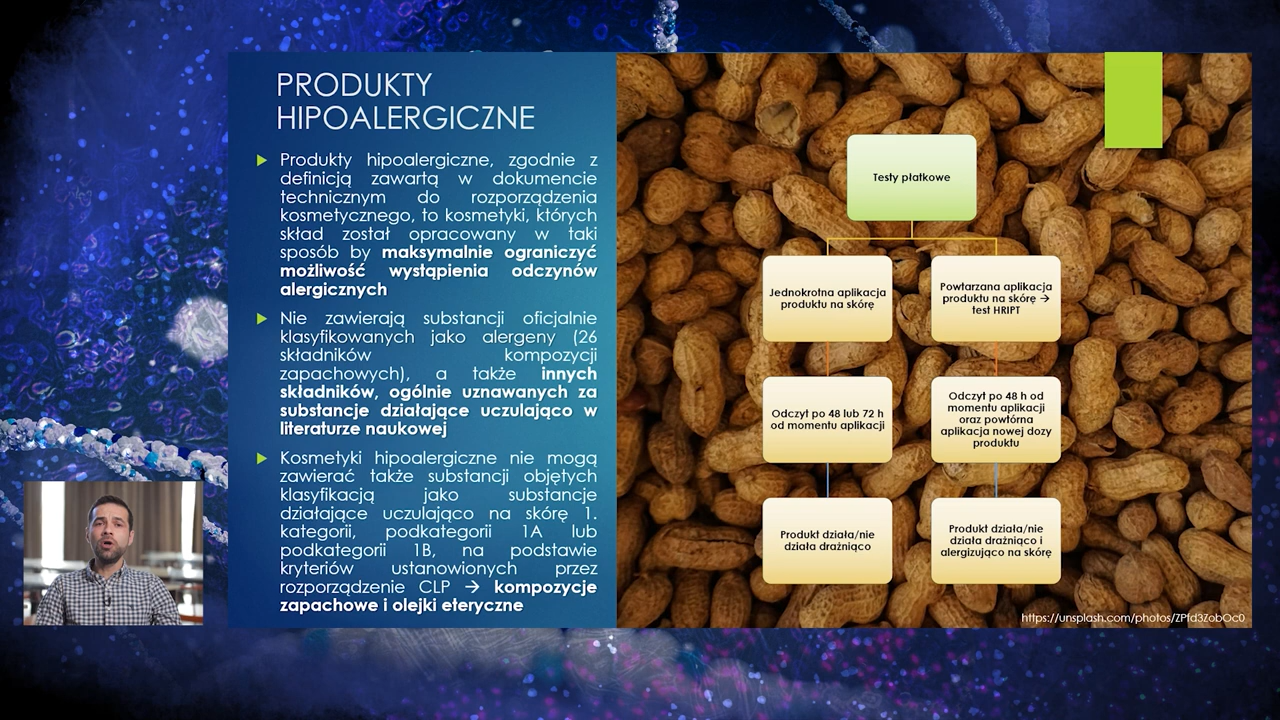 PRODUKTY
HIPOALERGICZNE
Produkty hipoalergiczne, zgodnie z
definicją zawartą w dokumencie
technicznym do rozporządzenia
kosmetycznego, to kosmetyki, których
skład został opracowany w taki
sposób by maksymalnie ograniczyć
możliwość wystąpienia odczynów
alergicznych
Nie zawierają substancji oficjalnie
klasyfikowanych jako alergeny (26
składników kompozycji
zapachowych), a także innych
składników, ogólnie uznawanych za
substancje działające uczulająco w
literaturze naukowej
Kosmetyki hipoalergiczne nie mogą
zawierać także substancji objętych
klasyfikacją jako substancje
działające uczulająco na skórę 1.
kategorii, podkategorii 1A lub
podkategorii 1B, na podstawie
kryteriów ustanowionych przez
rozporządzenie CLP → kompozycje
zapachowe i olejki eteryczne
Testy płatkowe
Jednokrotna aplikacja
produktu na skórę
Powtarzana aplikacja
produktu na skórę →
test HRIPT
Odczyt po 48 lub 72 h
od momentu aplikacji
Odczyt po 48 h od
momentu aplikacji
oraz powtórna
aplikacja nowej dozy
produktu
Produkt działa/nie
działa drażniąco
Produkt działa/nie
działa drażniąco i
alergizująco na skórę
https://unsplash.com/photos/ZPfd3ZobOc0